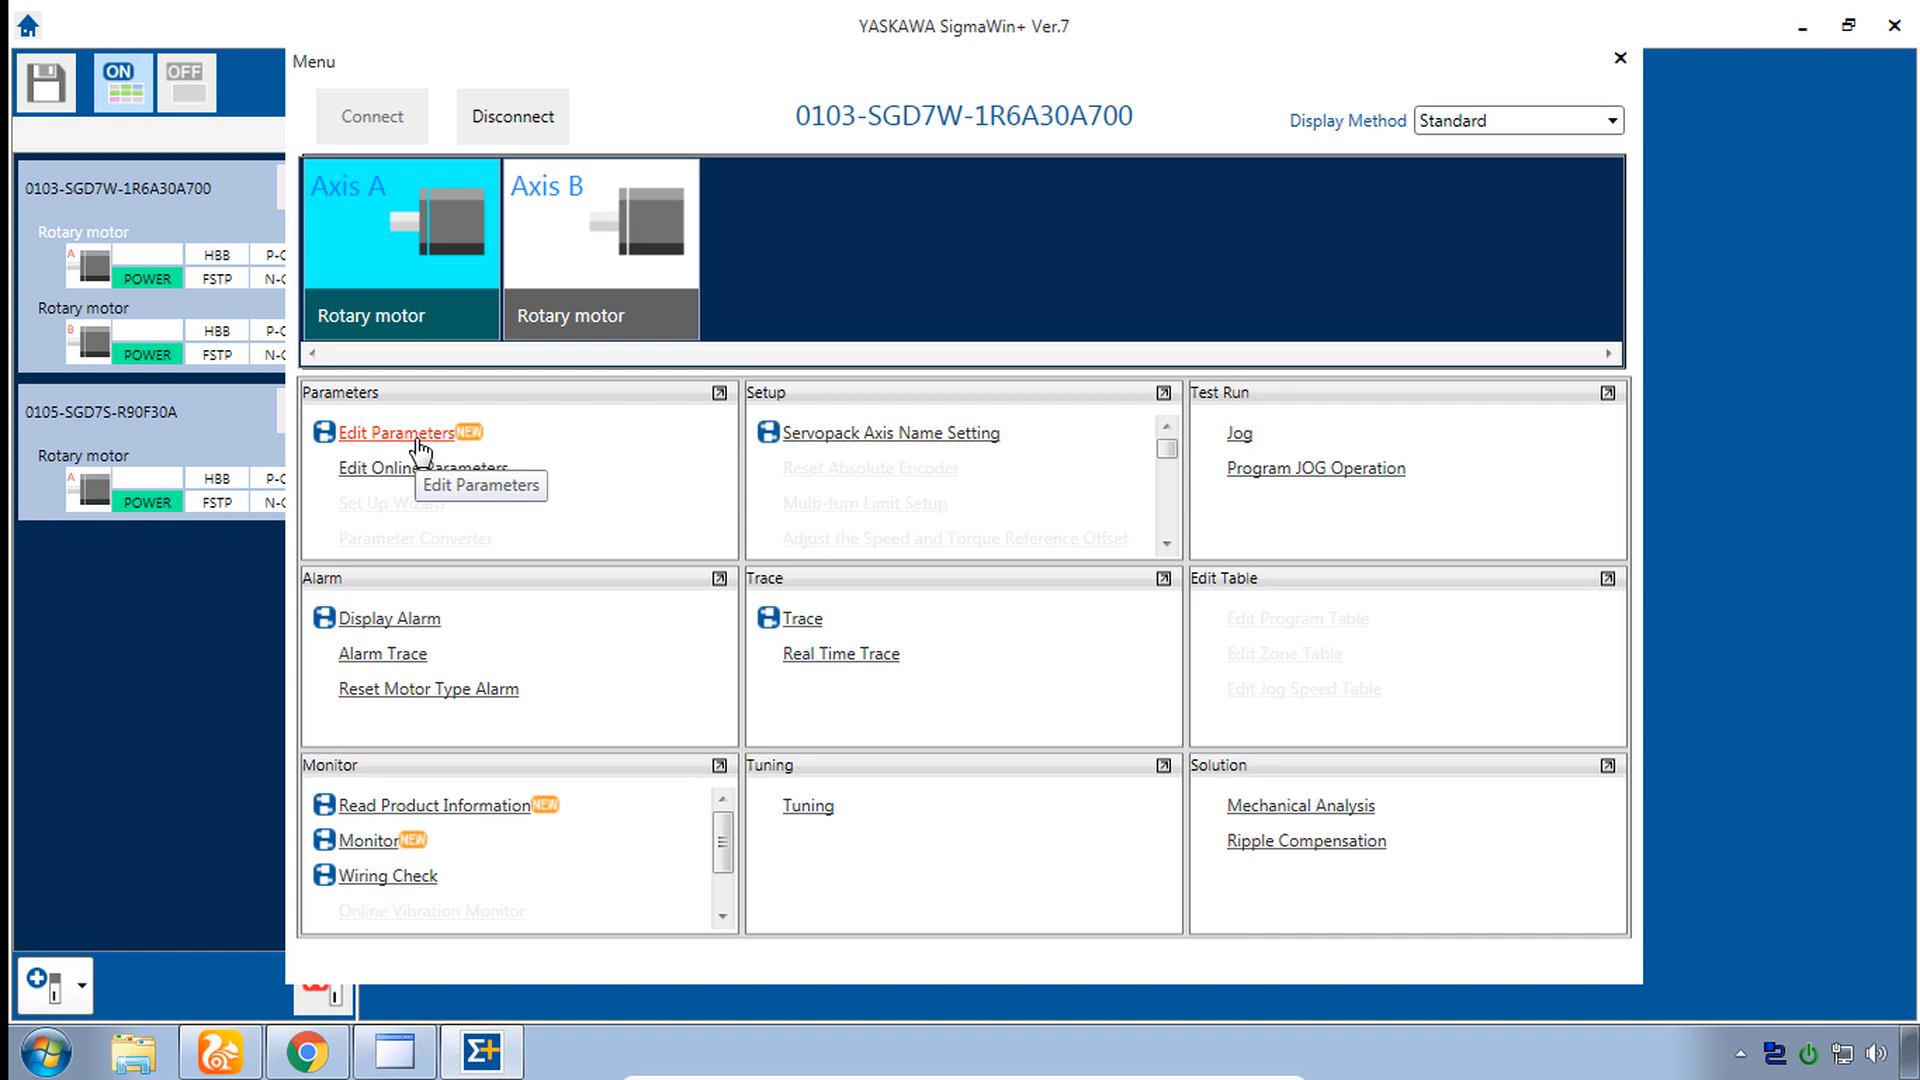 YASKAWA SigmaWin+ Ver.7
ON
OFF
Menu
Connect
Disconnect
0103-SGD7W-1R6A30A700
Display Method
Standard
0103-SGD7W-1R6A30A700
Rotary motor
A
HBB
P-C
POWER
FSTP
N-C
Rotary motor
B
HBB
P-C
POWER
FSTP
N-C
0105-SGD7S-R90F30A
Rotary motor
A
HBB
P-C
POWER
FSTP
N-C
Axis A
Rotary motor
Axis B
Rotary motor
Parameters
Edit Parameters NEW
Edit Online Parameters
Edit Parameters
Set Up Wizard
Parameter Converter
Setup
Servopack Axis Name Setting
Reset Absolute Encoder
Multi-turn Limit Setup
Adjust the Speed and Torque Reference Offset
Test Run
Jog
Program JOG Operation
Alarm
Display Alarm
Alarm Trace
Reset Motor Type Alarm
Trace
Trace
Real Time Trace
Edit Table
Edit Program Table
Edit Zone Table
Edit Jog Speed Table
Monitor
Read Product Information NEW
Monitor NEW
Wiring Check
Online Vibration Monitor
Tuning
Tuning
Solution
Mechanical Analysis
Ripple Compensation
Σ+